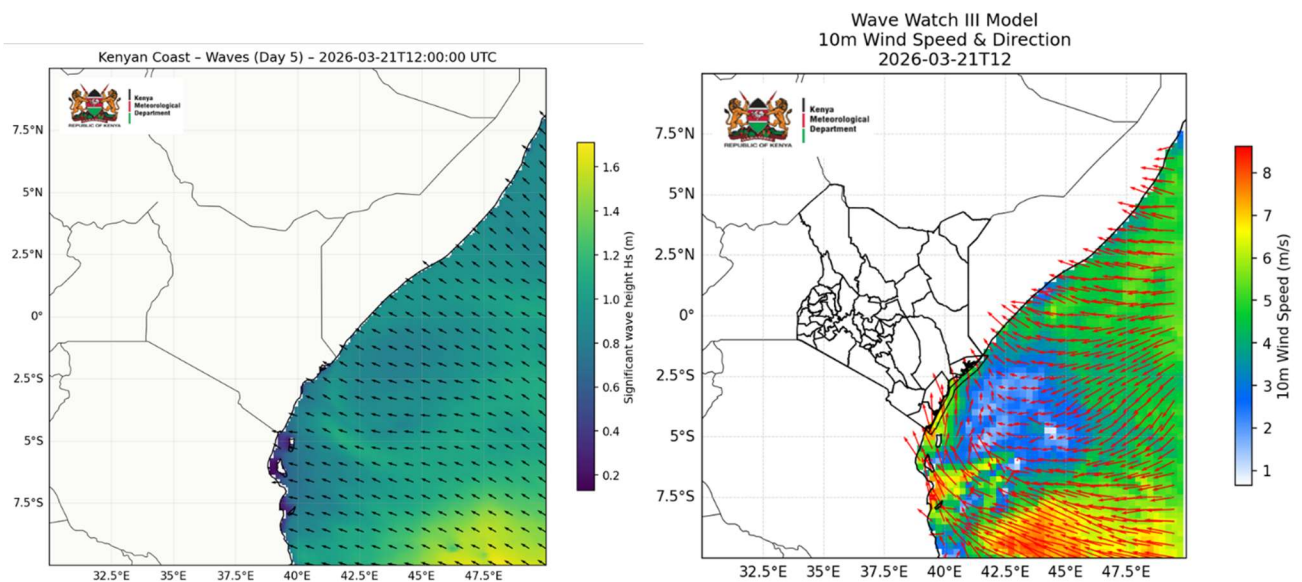 Kenyan Coast – Waves (Day 5) – 2026-03-21T12:00:00 UTC
Kenya
Meteorological
Department
REPUBLIC OF KENYA
7.5°N
5°N
2.5°N
0°
2.5°S
5°S
7.5°S
32.5°E 35°E 37.5°E 40°E 42.5°E 45°E 47.5°E
1.6
1.4
1.2
1.0
0.8
0.6
0.4
0.2
Significant wave height Hs (m)
Wave Watch III Model
10m Wind Speed & Direction
2026-03-21T12
Kenya
Meteorological
Department
REPUBLIC OF KENYA
7.5°N
5°N
2.5°N
0°
2.5°S
5°S
7.5°S
32.5°E 35°E 37.5°E 40°E 42.5°E 45°E 47.5°E
8
7
6
5
4
3
2
1
10m Wind Speed (m/s)